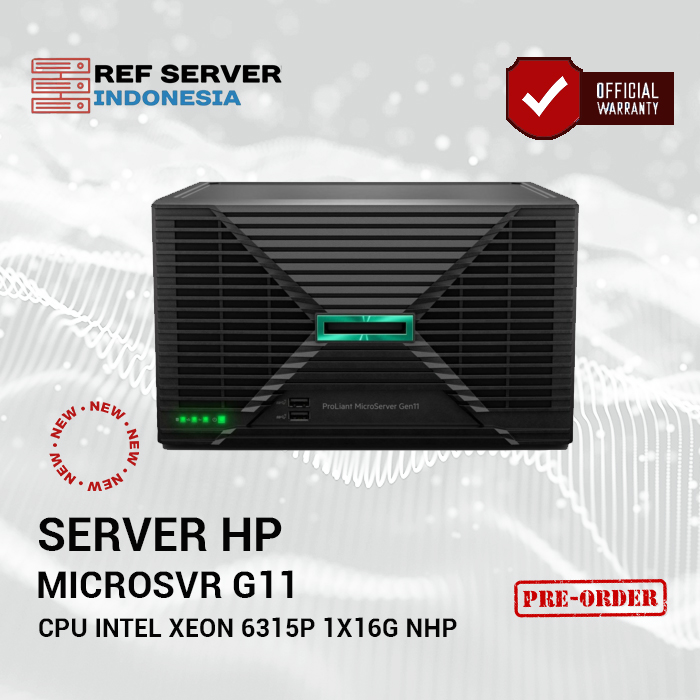 REF SERVER
INDONESIA
OFFICIAL
WARRANTY
ProLiant MicroServer Gen11
NEW • NEW • NEW • NEW • NEW • NEW •
SERVER HP
MICROSVR G11
PRE-ORDER
CPU INTEL XEON 6315P 1X16G NHP